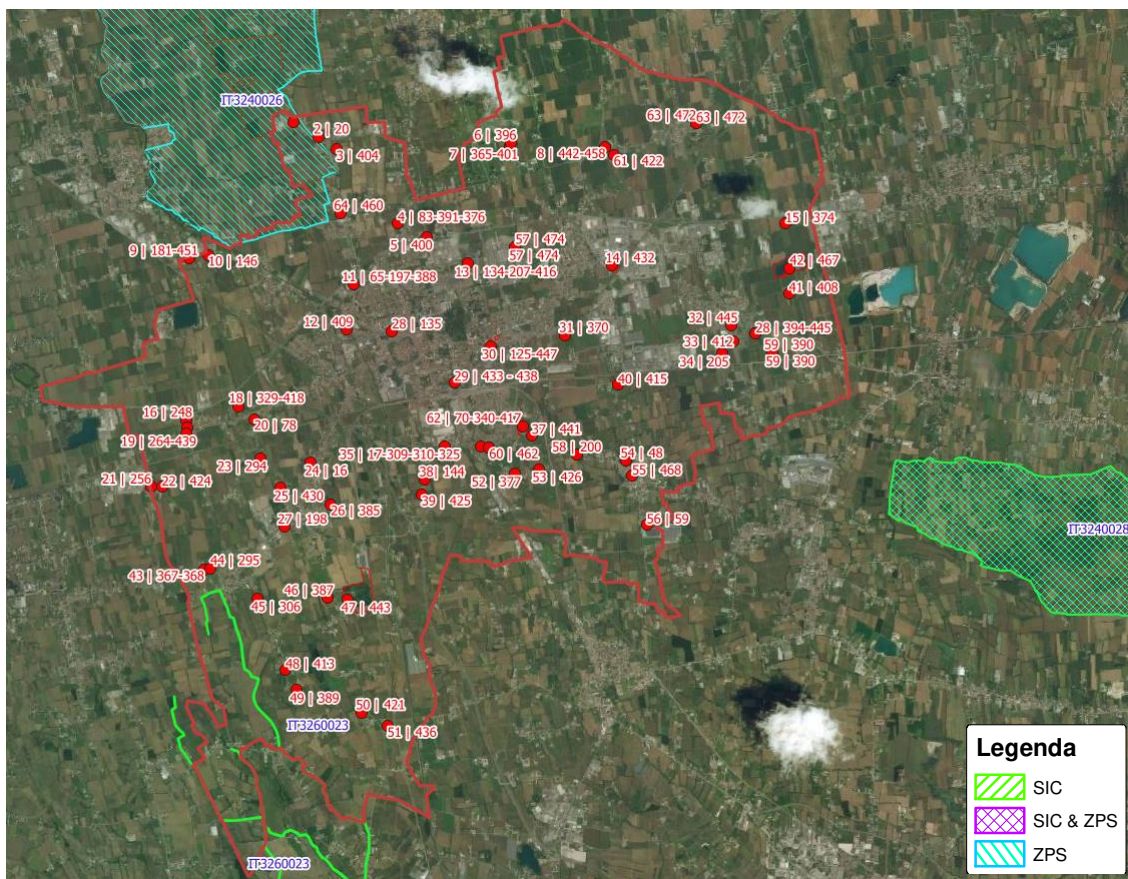 IT3240026
2 | 20
3 | 404
63 | 472
63 | 472
6 | 396
7 | 365-401
8 | 442-458
61 | 422
64 | 460
4 | 83-391-376
5 | 400
57 | 474
57 | 474
15 | 374
9 | 181-451
10 | 146
13 | 134-207-416
14 | 432
42 | 467
11 | 65-197-388
41 | 408
12 | 409
28 | 135
31 | 370
32 | 445
28 | 394-445
30 | 125-447
33 | 412
59 | 390
34 | 205
59 | 390
29 | 433 - 438
40 | 415
18 | 329-418
16 | 248
20 | 78
62 | 70-340-417
37 | 441
19 | 264-439
35 | 17-309-310-325
60 | 462
58 | 200
54 | 48
23 | 294
24 | 16
38 | 144
52 | 377
53 | 426
55 | 468
21 | 256
22 | 424
25 | 430
39 | 425
26 | 385
27 | 198
56 | 59
IT3240028
44 | 295
43 | 367-368
46 | 387
45 | 306
47 | 443
48 | 413
49 | 389
50 | 421
IT3260023
51 | 436
IT3260023
Legenda
SIC
SIC & ZPS
ZPS